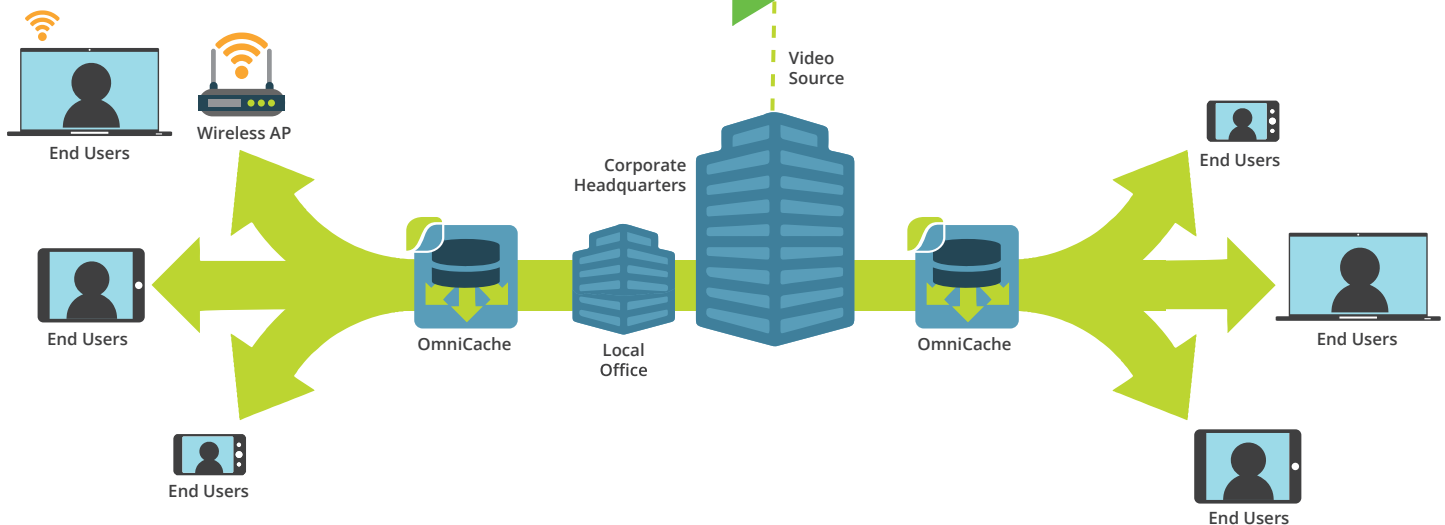 Video
Source
Wireless AP
End Users
Corporate
Headquarters
End Users
End Users
OmniCache
Local
Office
OmniCache
End Users
End Users
End Users